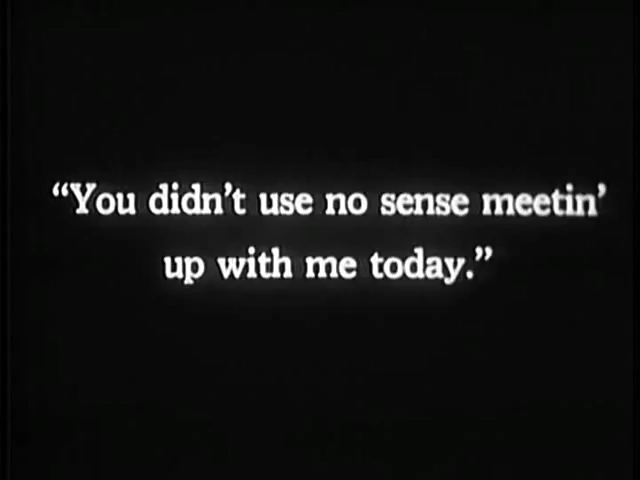 “You didn’t use no sense meetin’
up with me today.”